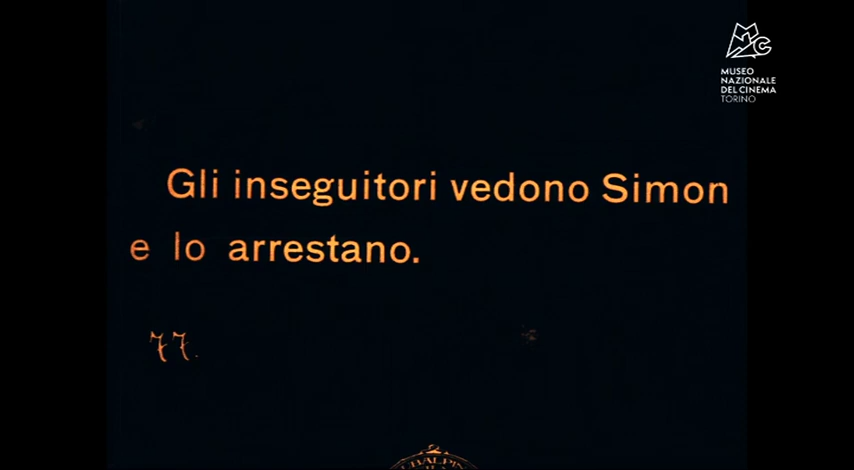 MUSEO
NAZIONALE
DEL CINEMA
TORINO
Gli inseguitori vedono Simon
e lo arrestano.
77.